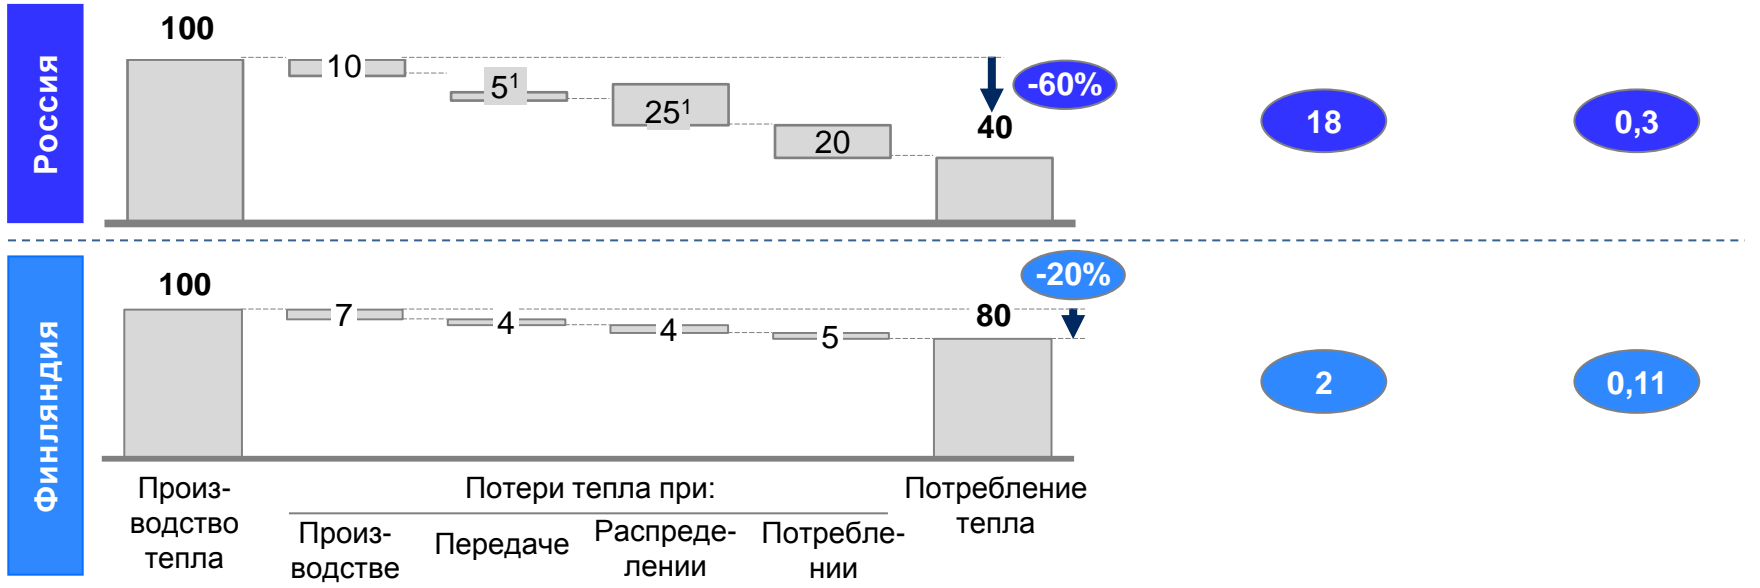 Россия
100
10
5¹
25¹
20
-60%
40
18
0,3
Финляндия
100
7
4
4
5
-20%
80
2
0,11
Произ-
водство
тепла
Потери тепла при:
Произ-
водстве
Передаче
Распреде-
лении
Потребле-
нии
Потребление
тепла